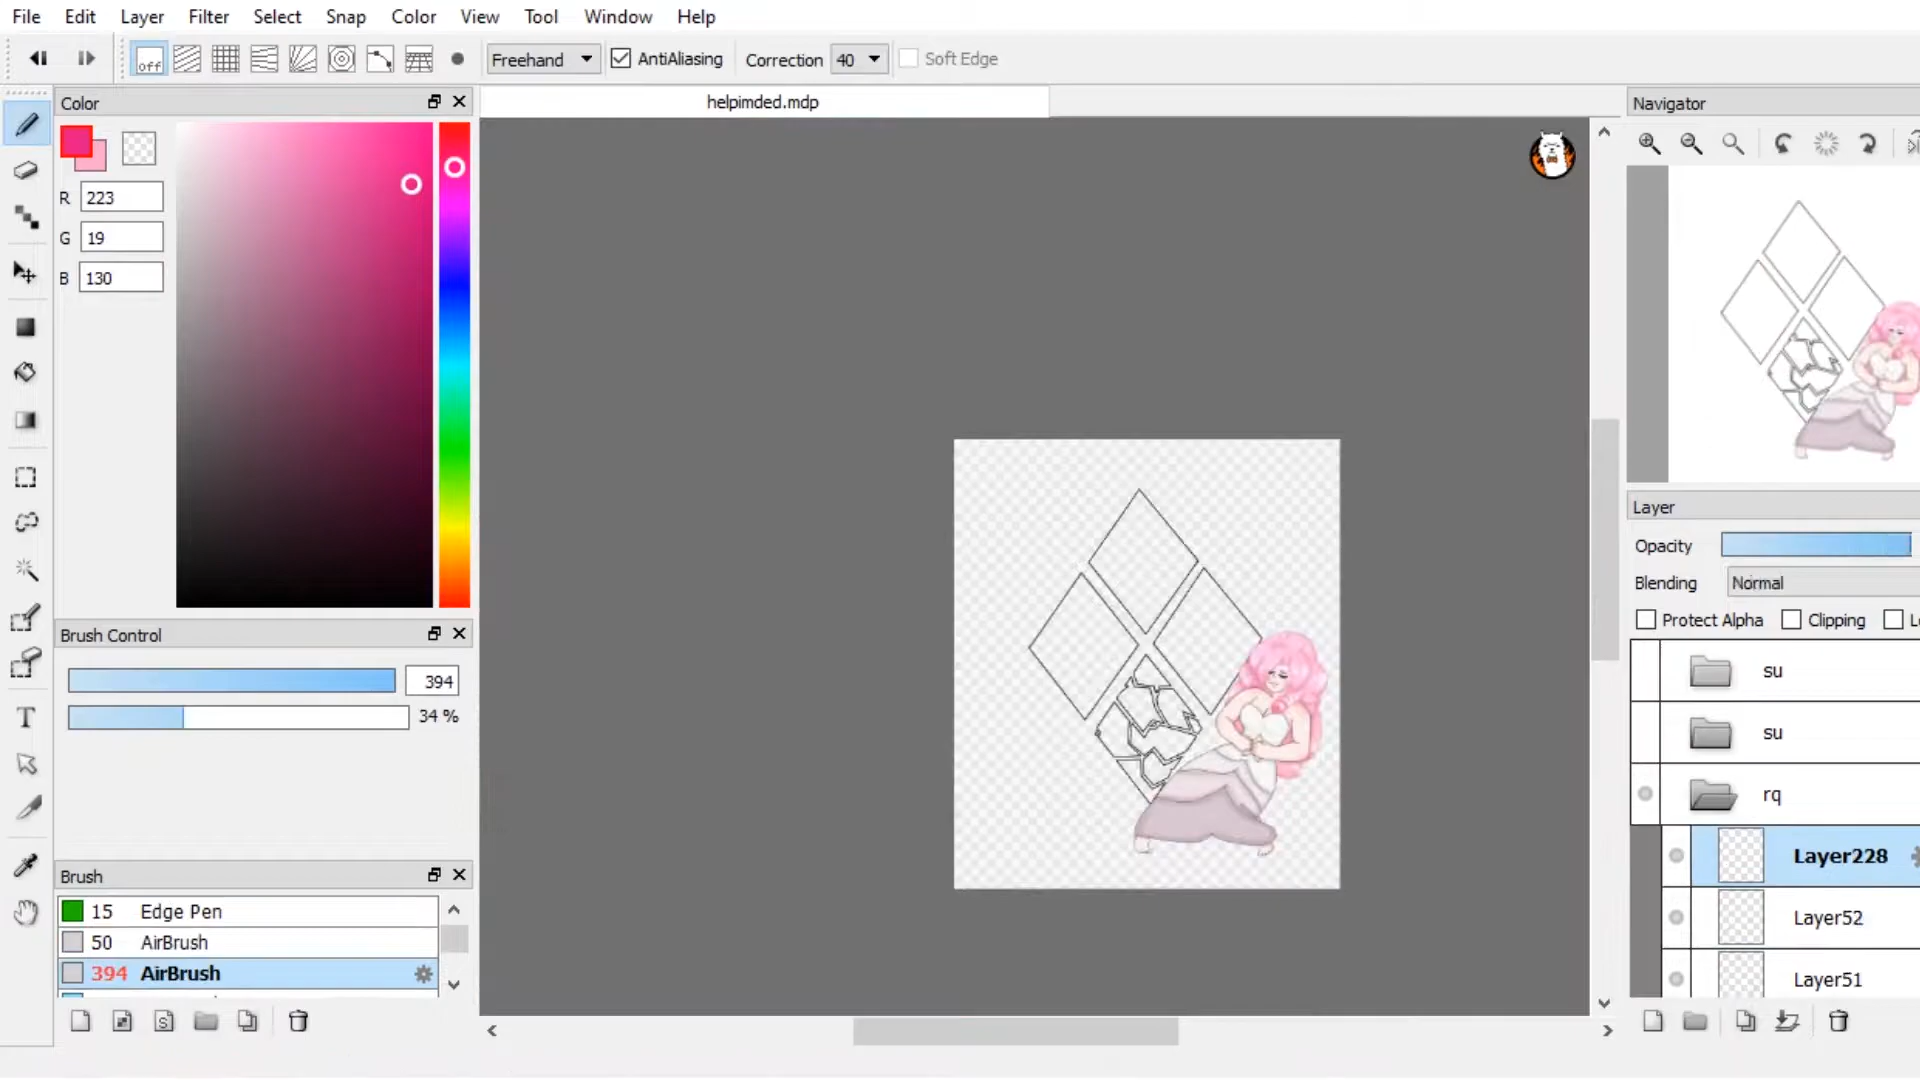 File Edit Layer Filter Select Snap Color View Tool Window Help
off Freehand AntiAliasing Correction 40 Soft Edge
Color
helpimded.mdp
Navigator
R 223
G 19
B 130
Layer
Opacity
Blending Normal
Protect Alpha Clipping
Brush Control
394
34 %
su
su
rq
Layer228
Layer52
Layer51
Brush
15 Edge Pen
50 AirBrush
394 AirBrush
T
S